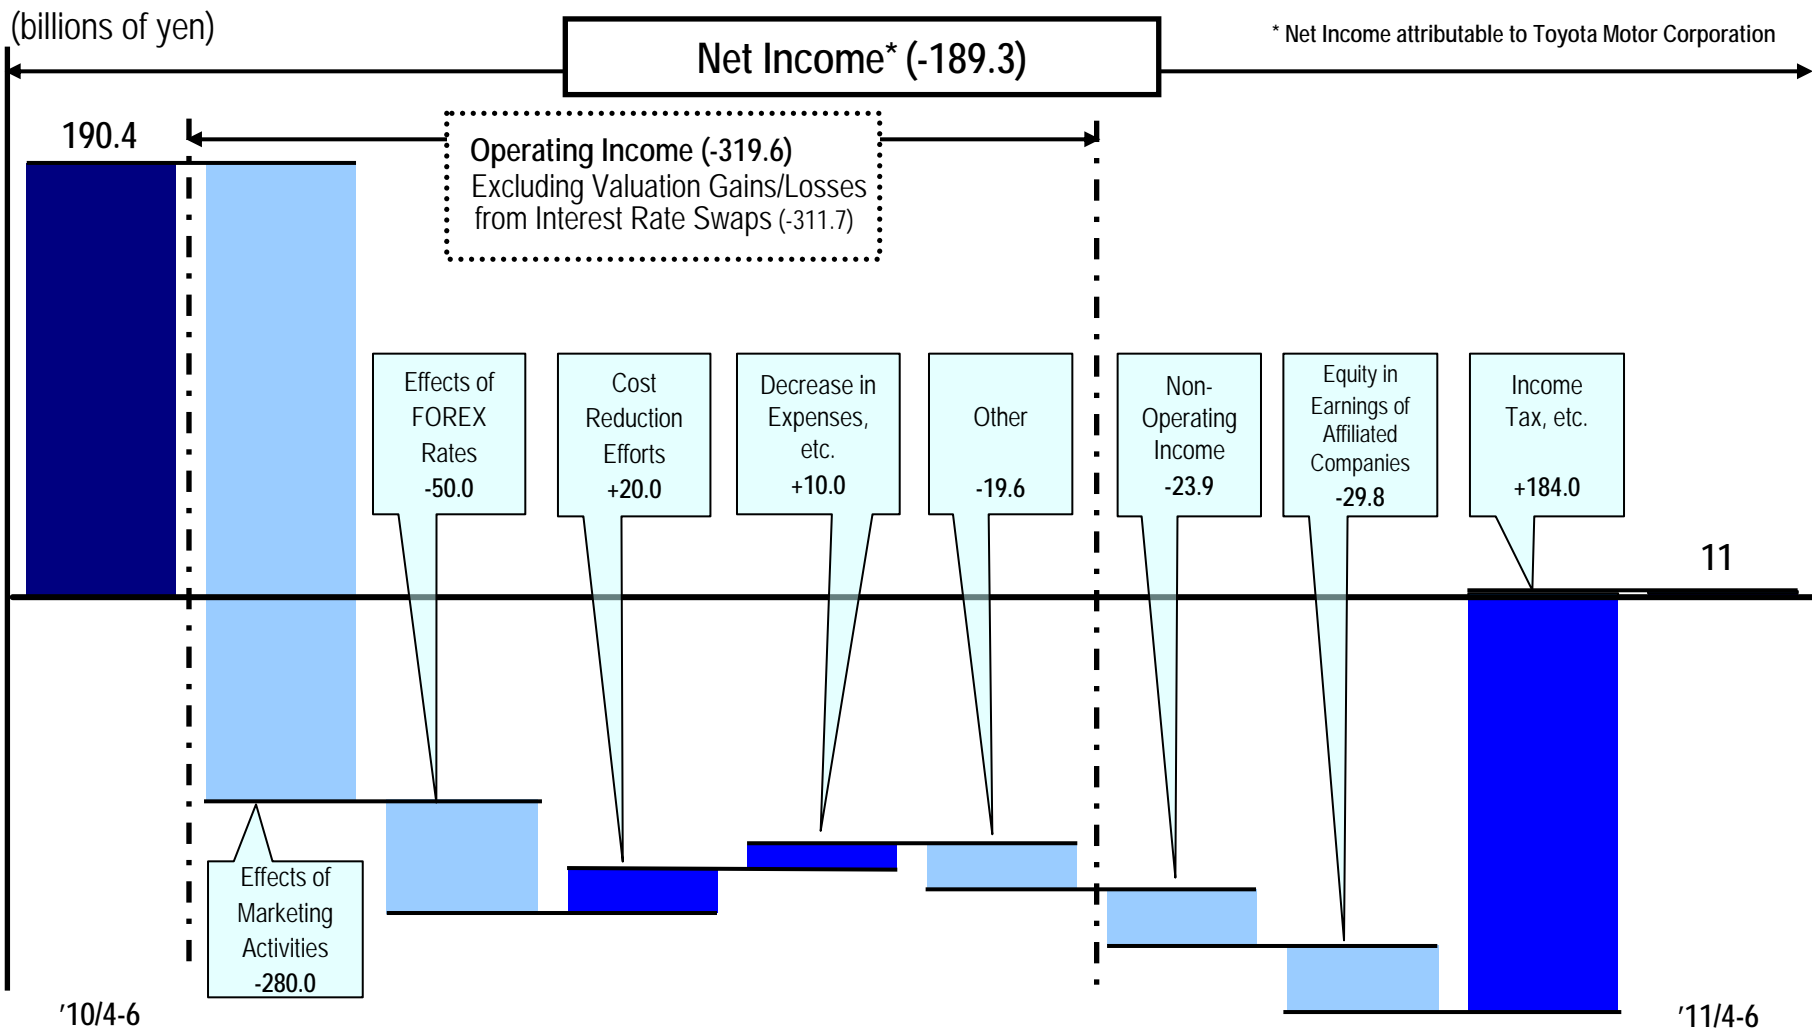 (billions of yen)
Net Income* (-189.3)
* Net Income attributable to Toyota Motor Corporation
190.4
Operating Income (-319.6)
Excluding Valuation Gains/Losses
from Interest Rate Swaps (-311.7)
Effects of
FOREX
Rates
-50.0
Cost
Reduction
Efforts
+20.0
Decrease in
Expenses,
etc.
+10.0
Other
-19.6
Non-
Operating
Income
-23.9
Equity in
Earnings of
Affiliated
Companies
-29.8
Income
Tax, etc.
+184.0
11
Effects of
Marketing
Activities
-280.0
'10/4-6
'11/4-6